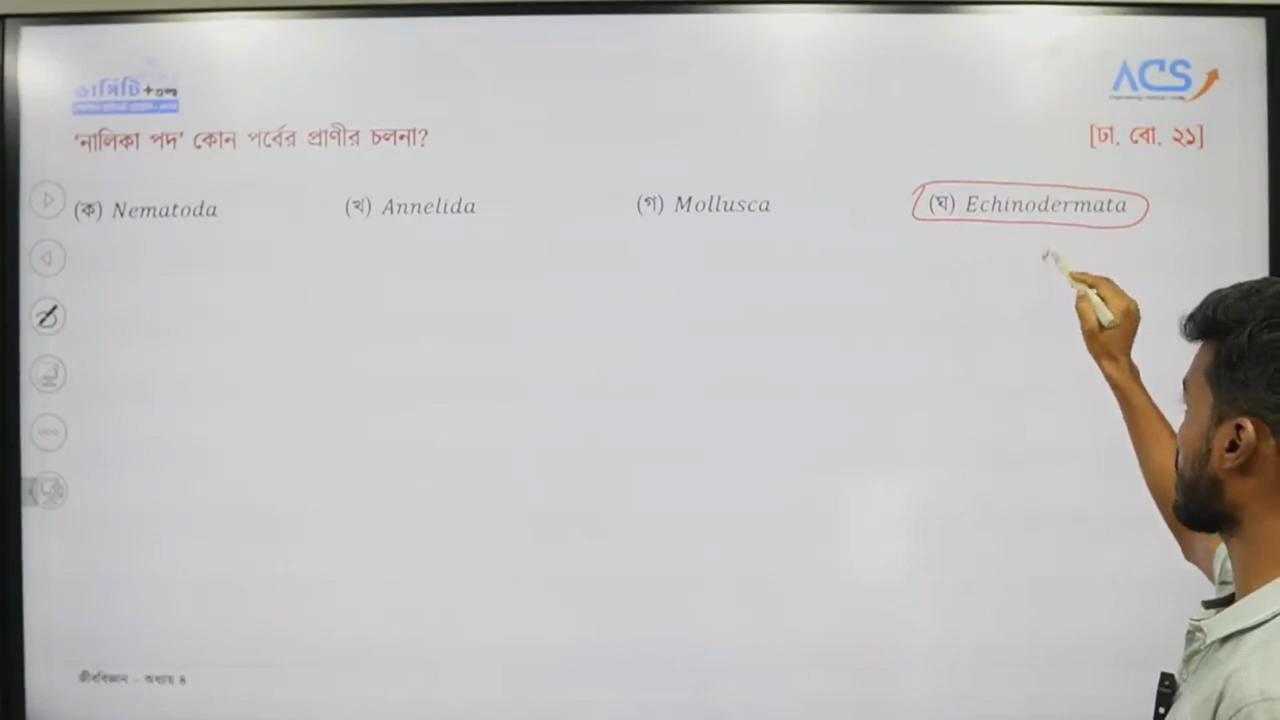 ভার্সিটি +
ACS
'নালিকা পদ' কোন পর্বের প্রাণীর চলনা?
[ঢা. বো. ২১]
(ক) Nematoda
(খ) Annelida
(গ) Mollusca
(ঘ) Echinodermata
জীববিজ্ঞান - অধ্যায় ৪